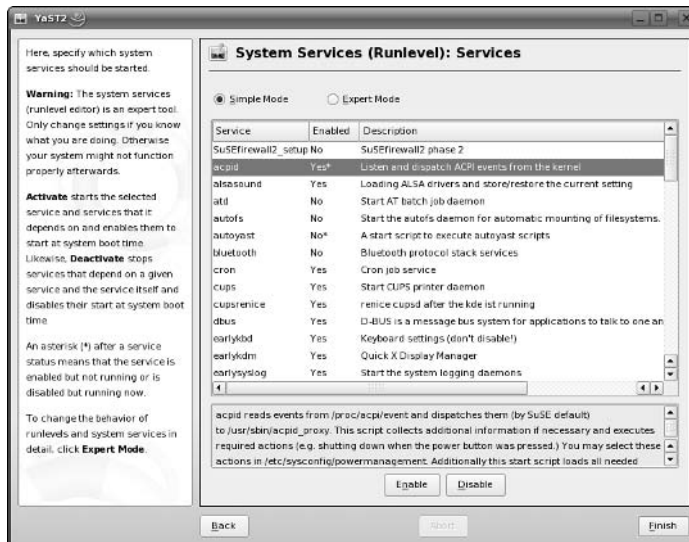 YaST2
Here, specify which system
services should be started.
Warning: The system services
(runlevel editor) is an expert tool.
Only change settings if you know
what you are doing. Otherwise
your system might not function
properly afterwards.
Activate starts the selected
service and services that it
depends on and enables them to
start at system boot time.
Likewise, Deactivate stops
services that depend on a given
service and the service itself and
disables their start at system boot
time
An asterisk (*) after a service
status means that the service is
enabled but not running or is
disabled but running now.
To change the behavior of
runlevels and system services in
detail, click Expert Mode.
System Services (Runlevel): Services
Simple Mode Expert Mode
Service Enabled Description
SuSEfirewall2_setup No SuSEfirewall2 phase 2
acpid Yes* Listen and dispatch ACPI events from the kernel
alsasound Yes Loading ALSA drivers and store/restore the current setting
atd No Start AT batch job daemon
autofs No Start the autofs daemon for automatic mounting of filesystems.
autoyast No* A start script to execute autoyast scripts
bluetooth No Bluetooth protocol stack services
cron Yes Cron job service
cups Yes Start CUPS printer daemon
cupsrenice Yes renice cupsd after the kde ist running
dbus Yes D-BUS is a message bus system for applications to talk to one an
earlykbd Yes Keyboard settings (don't disable!)
earlykdm Yes Quick X Display Manager
earlysyslog Yes Start the system logging daemons
acpid reads events from /proc/acpi/event and dispatches them (by SuSE default)
to /usr/sbin/acpid_proxy. This script collects additional information if necessary and executes
required actions (e.g. shutting down when the power button was pressed.) You may select these
actions in /etc/sysconfig/powermanagement. Additionally this start script loads all needed
Enable Disable
Back Abort Finish